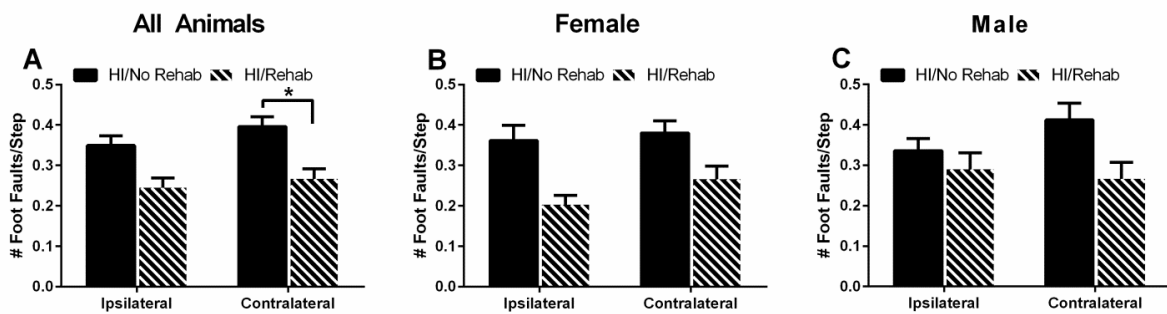 All Animals
Female
Male
A
HI/No Rehab HI/Rehab
B
HI/No Rehab HI/Rehab
C
HI/No Rehab HI/Rehab
# Foot Faults/Step
0.5
0.4
0.3
0.2
0.1
0.0
*
Ipsilateral Contralateral
# Foot Faults/Step
0.5
0.4
0.3
0.2
0.1
0.0
Ipsilateral Contralateral
# Foot Faults/Step
0.5
0.4
0.3
0.2
0.1
0.0
Ipsilateral Contralateral